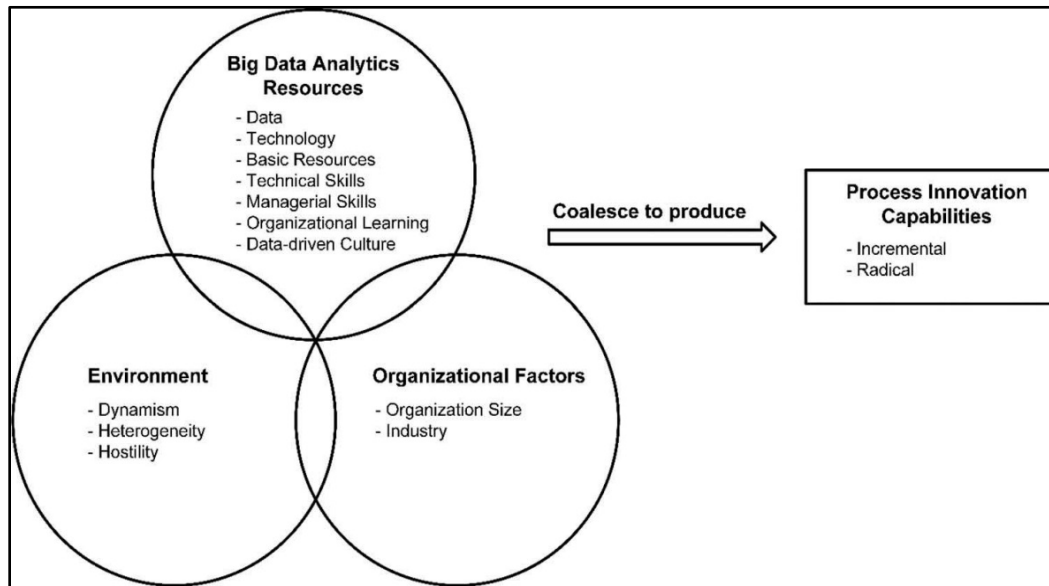 Big Data Analytics
Resources
- Data
- Technology
- Basic Resources
- Technical Skills
- Managerial Skills
- Organizational Learning
- Data-driven Culture
Coalesce to produce
Process Innovation
Capabilities
- Incremental
- Radical
Environment
- Dynamism
- Heterogeneity
- Hostility
Organizational Factors
- Organization Size
- Industry